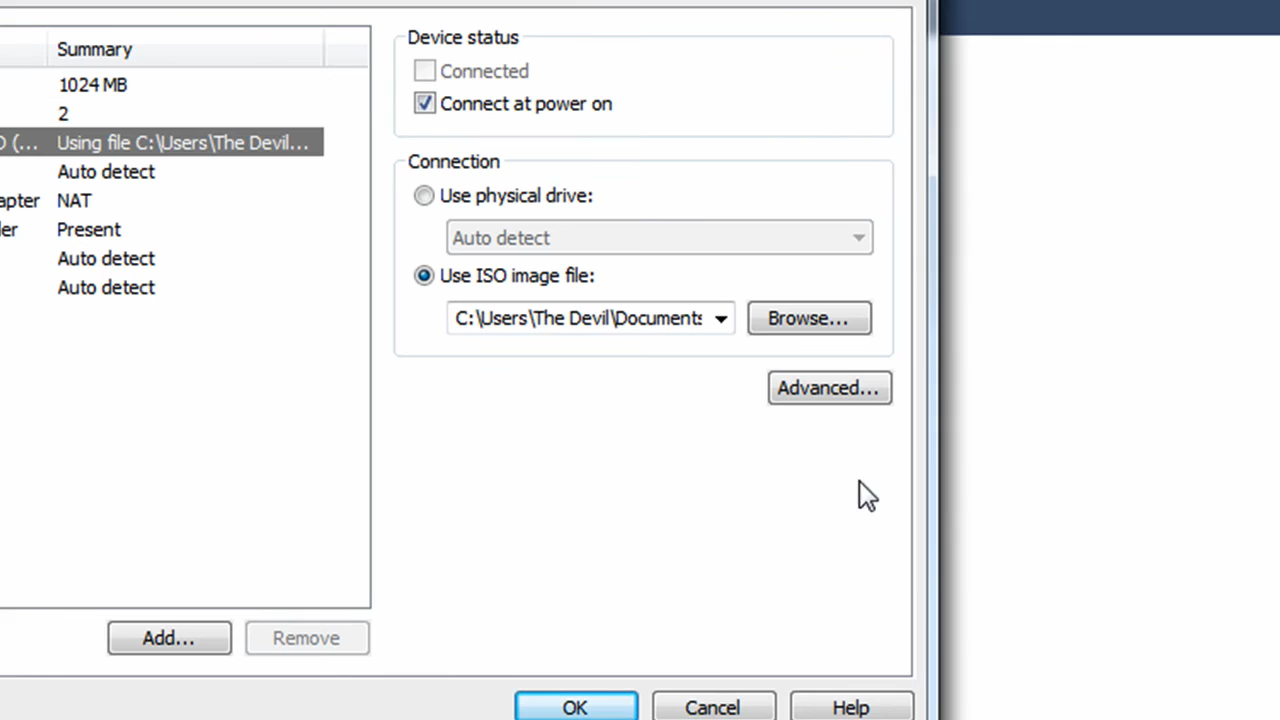 Summary
1024 MB
2
D (... Using file C:\Users\The Devil...
Auto detect
apter NAT
ler Present
Auto detect
Auto detect
Add...
Remove
Device status
Connected
Connect at power on
Connection
Use physical drive:
Auto detect
Use ISO image file:
C:\Users\The Devil\Documents
Browse...
Advanced...
OK
Cancel
Help